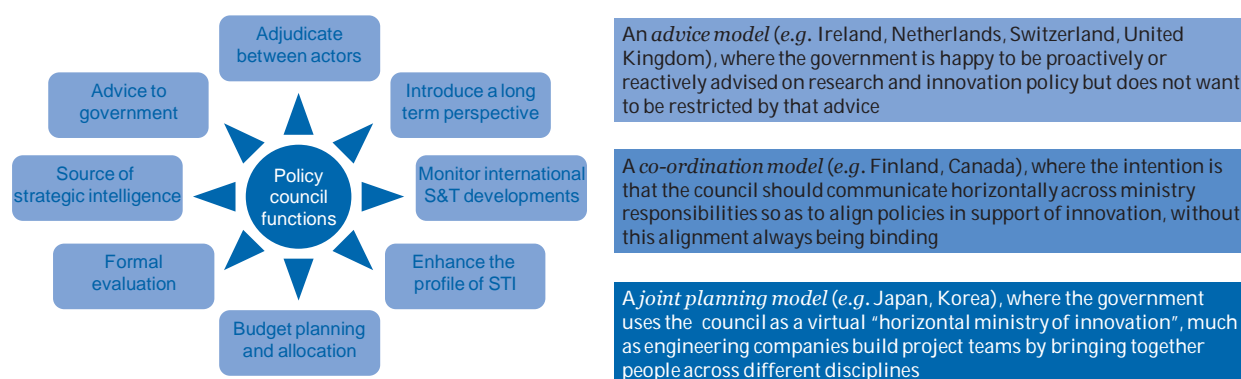 Adjudicate
between actors
Advice to
government
Introduce a long
term perspective
Source of
strategic intelligence
Policy
council
functions
Monitor international
S&T developments
Formal
evaluation
Enhance the
profile of STI
Budget planning
and allocation
An advice model (e.g. Ireland, Netherlands, Switzerland, United
Kingdom), where the government is happy to be proactively or
reactively advised on research and innovation policy but does not want
to be restricted by that advice
A co-ordination model (e.g. Finland, Canada), where the intention is
that the council should communicate horizontally across ministry
responsibilities so as to align policies in support of innovation, without
this alignment always being binding
A joint planning model (e.g. Japan, Korea), where the government
uses the council as a virtual "horizontal ministry of innovation", much
as engineering companies build project teams by bringing together
people across different disciplines